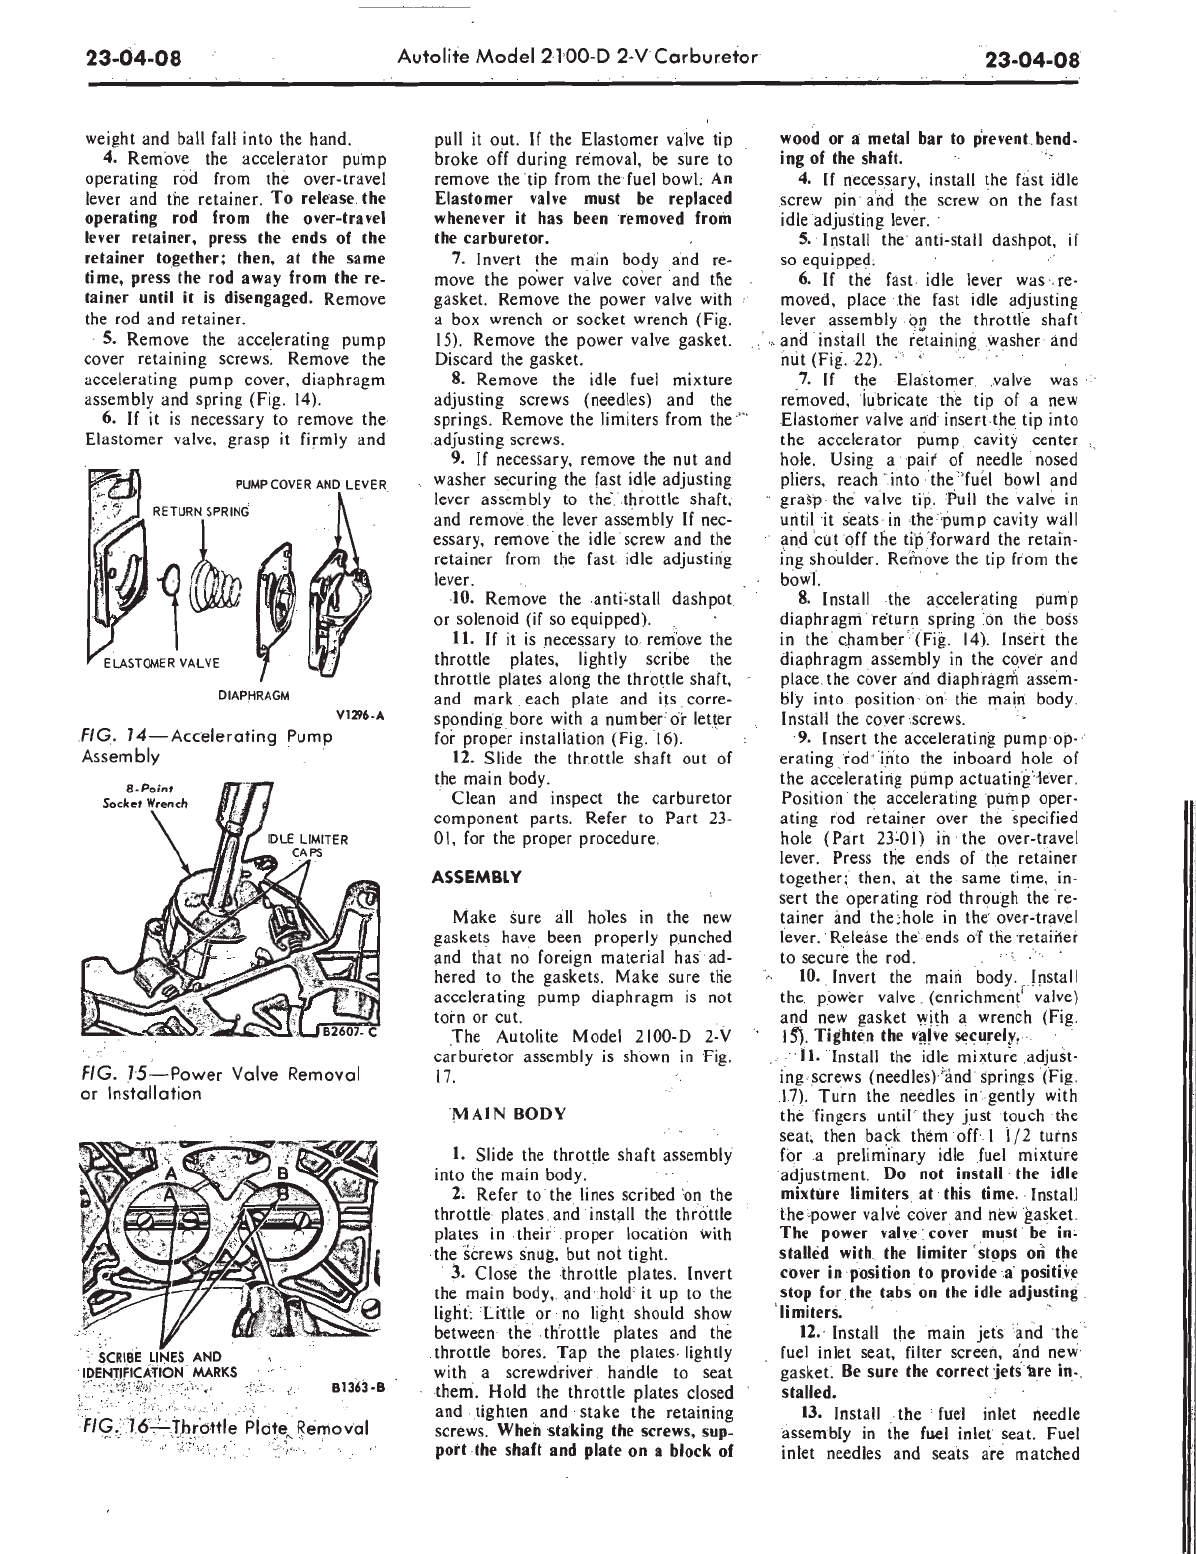 23-04-08
Autolite Model 2100-D 2-V Carburetor
23-04-08
weight and ball fall into the hand.
4. Remove the accelerator pump
operating rod from the over-travel
lever and the retainer. To release the
operating rod from the over-travel
lever retainer, press the ends of the
retainer together; then, at the same
time, press the rod away from the re-
tainer until it is disengaged. Remove
the rod and retainer.
5. Remove the accelerating pump
cover retaining screws. Remove the
accelerating pump cover, diaphragm
assembly and spring (Fig. 14).
6. If it is necessary to remove the
Elastomer valve, grasp it firmly and
PUMP COVER AND LEVER
RETURN SPRING
ELASTOMER VALVE
DIAPHRAGM
V1296-A
FIG. 14—Accelerating Pump
Assembly
8-Point
Socket Wrench
IDLE LIMITER
CAPS
B2607-C
FIG. 15—Power Valve Removal
or Installation
A
B
A
B
SCRIBE LINES AND
IDENTIFICATION MARKS
B1363-B
FIG. 16—Throttle Plate Removal
pull it out. If the Elastomer valve tip
broke off during removal, be sure to
remove the tip from the fuel bowl. An
Elastomer valve must be replaced
whenever it has been removed from
the carburetor.
7. Invert the main body and re-
move the power valve cover and the
gasket. Remove the power valve with
a box wrench or socket wrench (Fig.
15). Remove the power valve gasket.
Discard the gasket.
8. Remove the idle fuel mixture
adjusting screws (needles) and the
springs. Remove the limiters from the
adjusting screws.
9. If necessary, remove the nut and
washer securing the fast idle adjusting
lever assembly to the throttle shaft,
and remove the lever assembly If nec-
essary, remove the idle screw and the
retainer from the fast idle adjusting
lever.
10. Remove the anti-stall dashpot
or solenoid (if so equipped).
11. If it is necessary to remove the
throttle plates, lightly scribe the
throttle plates along the throttle shaft,
and mark each plate and its corre-
sponding bore with a number or letter
for proper installation (Fig. 16).
12. Slide the throttle shaft out of
the main body.
Clean and inspect the carburetor
component parts. Refer to Part 23-
01, for the proper procedure.
ASSEMBLY
Make sure all holes in the new
gaskets have been properly punched
and that no foreign material has ad-
hered to the gaskets. Make sure the
accelerating pump diaphragm is not
torn or cut.
The Autolite Model 2100-D 2-V
carburetor assembly is shown in Fig.
17.
MAIN BODY
1. Slide the throttle shaft assembly
into the main body.
2. Refer to the lines scribed on the
throttle plates and install the throttle
plates in their proper location with
the screws snug, but not tight.
3. Close the throttle plates. Invert
the main body, and hold it up to the
light. Little or no light should show
between the throttle plates and the
throttle bores. Tap the plates lightly
with a screwdriver handle to seat
them. Hold the throttle plates closed
and tighten and stake the retaining
screws. When staking the screws, sup-
port the shaft and plate on a block of
wood or a metal bar to prevent bend-
ing of the shaft.
4. If necessary, install the fast idle
screw pin and the screw on the fast
idle adjusting lever.
5. Install the anti-stall dashpot, if
so equipped.
6. If the fast idle lever was re-
moved, place the fast idle adjusting
lever assembly on the throttle shaft
and install the retaining washer and
nut (Fig. 22).
7. If the Elastomer valve was
removed, lubricate the tip of a new
Elastomer valve and insert the tip into
the accelerator pump cavity center
hole. Using a pair of needle nosed
pliers, reach into the fuel bowl and
grasp the valve tip. Pull the valve in
until it seats in the pump cavity wall
and cut off the tip forward the retain-
ing shoulder. Remove the tip from the
bowl.
8. Install the accelerating pump
diaphragm return spring on the boss
in the chamber (Fig. 14). Insert the
diaphragm assembly in the cover and
place the cover and diaphragm assem-
bly into position on the main body.
Install the cover screws.
9. Insert the accelerating pump op-
erating rod into the inboard hole of
the accelerating pump actuating lever.
Position the accelerating pump oper-
ating rod retainer over the specified
hole (Part 23-01) in the over-travel
lever. Press the ends of the retainer
together; then, at the same time, in-
sert the operating rod through the re-
tainer and the hole in the over-travel
lever. Release the ends of the retainer
to secure the rod.
10. Invert the main body. Install
the power valve (enrichment valve)
and new gasket with a wrench (Fig.
15). Tighten the valve securely.
11. Install the idle mixture adjust-
ing screws (needles) and springs (Fig.
17). Turn the needles in gently with
the fingers until they just touch the
seat, then back them off 1 1/2 turns
for a preliminary idle fuel mixture
adjustment. Do not install the idle
mixture limiters at this time. Install
the power valve cover and new gasket.
The power valve cover must be in-
stalled with the limiter stops on the
cover in position to provide a positive
stop for the tabs on the idle adjusting
limiters.
12. Install the main jets and the
fuel inlet seat, filter screen, and new
gasket. Be sure the correct jets are in-
stalled.
13. Install the fuel inlet needle
assembly in the fuel inlet seat. Fuel
inlet needles and seats are matched